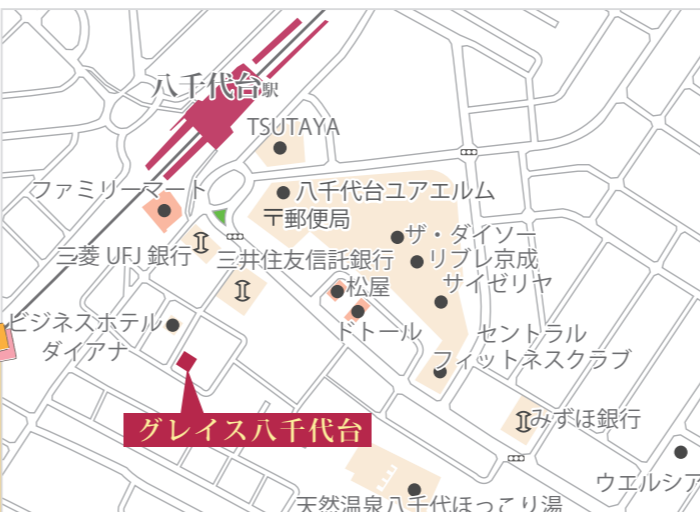 八千代台駅
TSUTAYA
ファミリーマート
八千代台ユアエルム
〒郵便局
ザ・ダイソー
三菱UFJ銀行
三井住友信託銀行
リブレ京成
サイゼリヤ
松屋
ドトール
ビジネスホテル
ダイアナ
セントラル
フィットネスクラブ
グレイス八千代台
みずほ銀行
ウエルシア
天然温泉八千代ほっこり湯